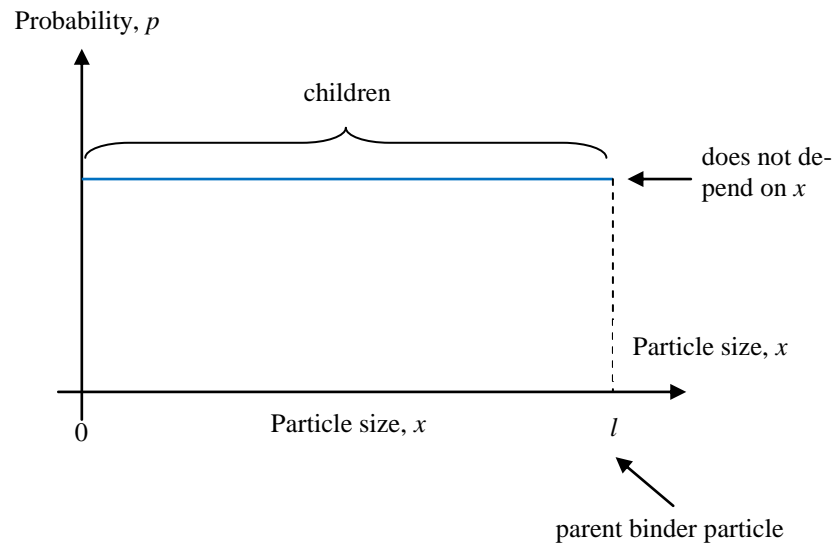 Probability, p
children
does not de-
pend on x
Particle size, x
0
Particle size, x
l
parent binder particle